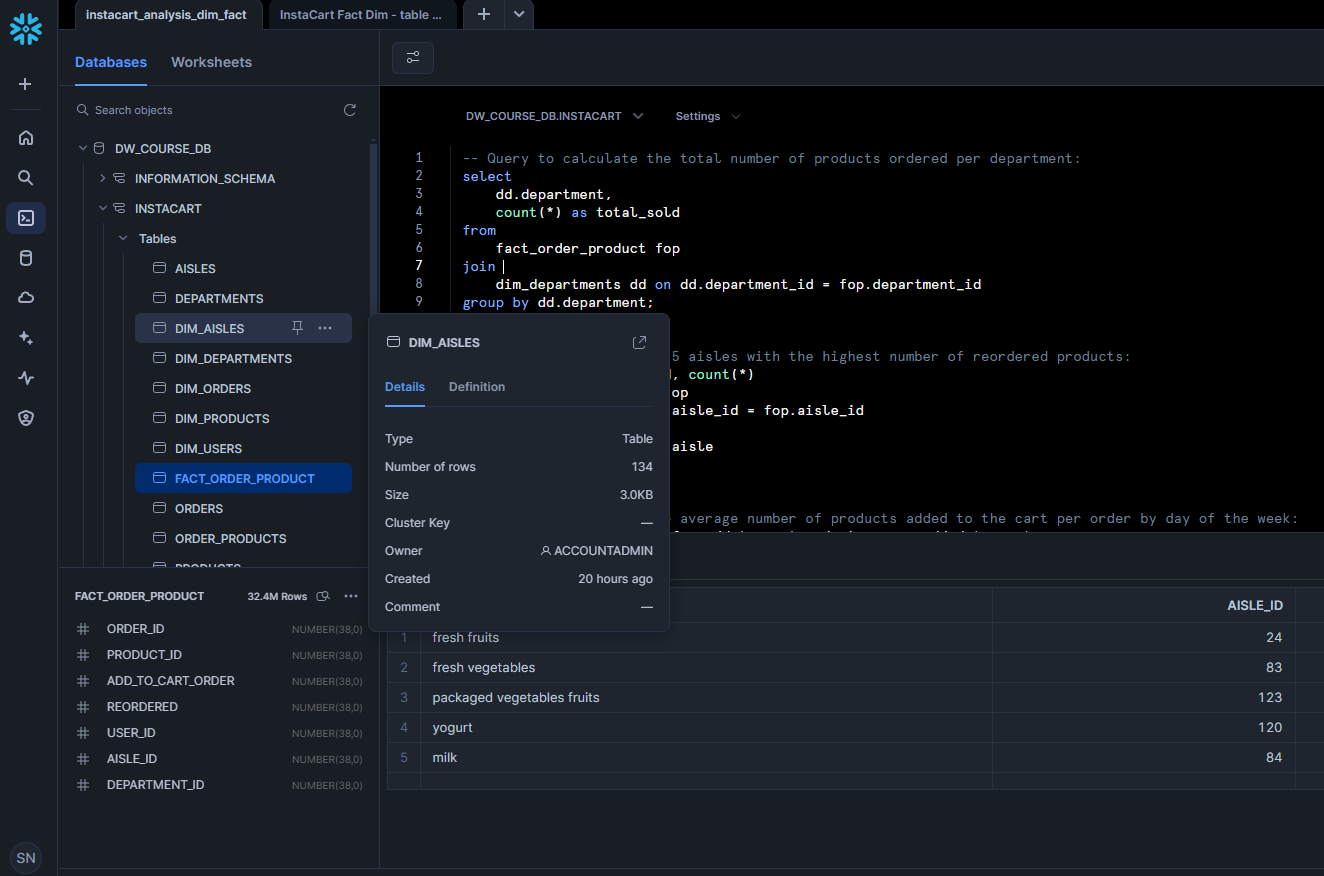 instacart_analysis_dim_fact
InstaCart Fact Dim - table ...
Databases
Worksheets
Search objects
DW_COURSE_DB
INFORMATION_SCHEMA
INSTACART
Tables
AISLES
DEPARTMENTS
DIM_AISLES
DIM_DEPARTMENTS
DIM_ORDERS
DIM_PRODUCTS
DIM_USERS
FACT_ORDER_PRODUCT
ORDERS
ORDER_PRODUCTS
PRODUCTS
FACT_ORDER_PRODUCT 32.4M Rows
ORDER_ID NUMBER(38,0)
PRODUCT_ID NUMBER(38,0)
ADD_TO_CART_ORDER NUMBER(38,0)
REORDERED NUMBER(38,0)
USER_ID NUMBER(38,0)
AISLE_ID NUMBER(38,0)
DEPARTMENT_ID NUMBER(38,0)
SN
DW_COURSE_DB.INSTACART Settings
1 -- Query to calculate the total number of products ordered per department:
2 select
3 dd.department,
4 count(*) as total_sold
5 from
6 fact_order_product fop
7 join
8 dim_departments dd on dd.department_id = fop.department_id
9 group by dd.department;
5 aisles with the highest number of reordered products:
, count(*)
op
aisle_id = fop.aisle_id
aisle
average number of products added to the cart per order by day of the week:
DIM_AISLES
Details Definition
Type Table
Number of rows 134
Size 3.0KB
Cluster Key —
Owner ACCOUNTADMIN
Created 20 hours ago
Comment —
AISLE_ID
1 fresh fruits 24
2 fresh vegetables 83
3 packaged vegetables fruits 123
4 yogurt 120
5 milk 84